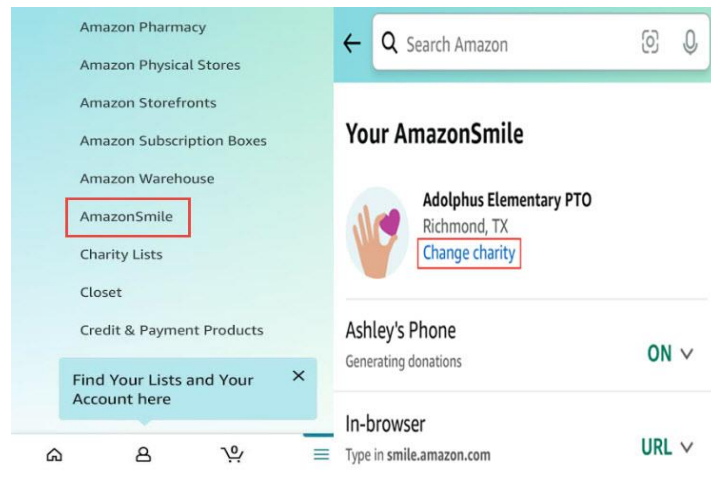 Amazon Pharmacy
Amazon Physical Stores
Amazon Storefronts
Amazon Subscription Boxes
Amazon Warehouse
AmazonSmile
Charity Lists
Closet
Credit & Payment Products
Find Your Lists and Your
Account here
0
Search Amazon
Your AmazonSmile
Adolphus Elementary PTO
Richmond, TX
Change charity
Ashley's Phone
Generating donations
ON
In-browser
Type in smile.amazon.com
URL